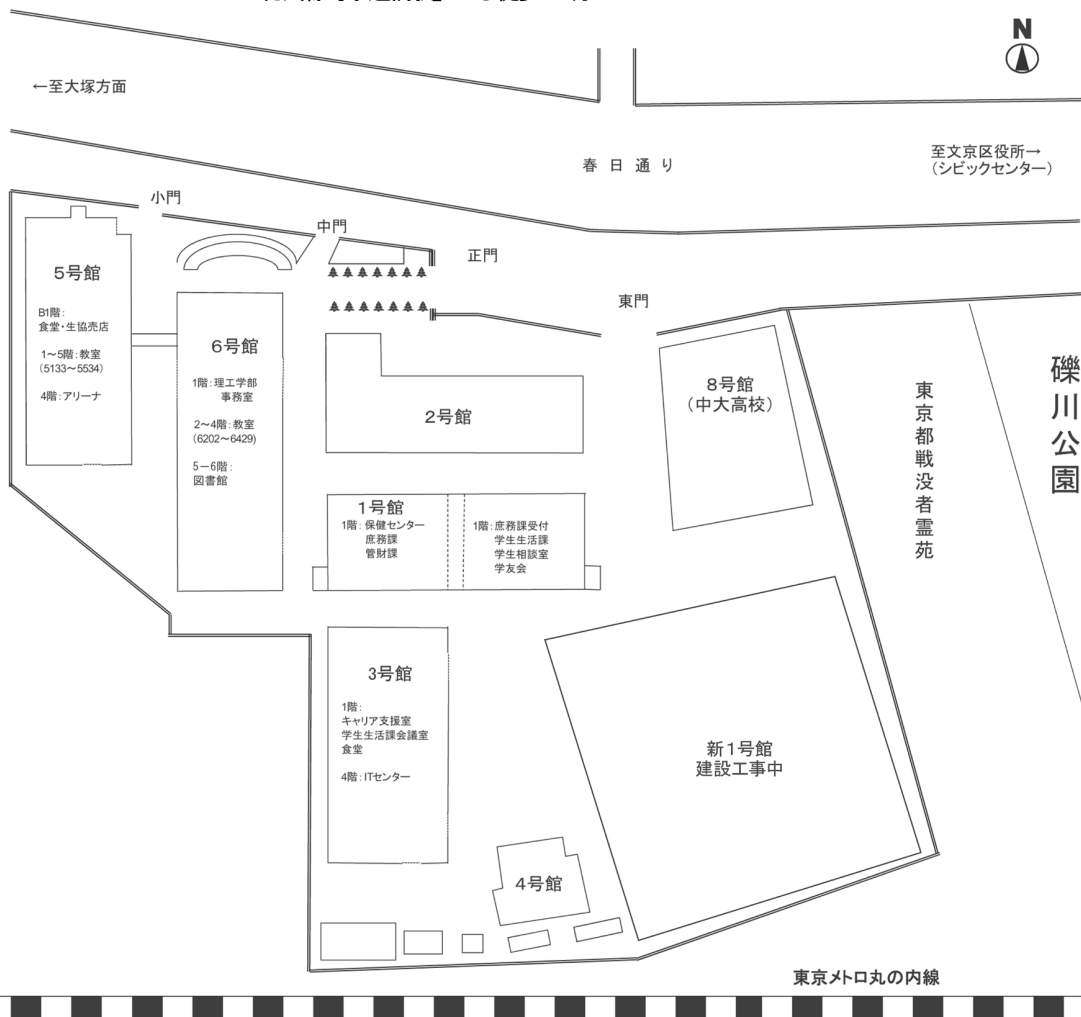 N
←至大塚方面
春日通り
至文京区役所→
(シビックセンター)
小門
中門
正門
東門
5号館
B1階:
食堂・生協売店
1～5階:教室
(5133～5534)
4階:アリーナ
6号館
1階:理工学部
事務室
2～4階:教室
(6202～6429)
5－6階:
図書館
2号館
8号館
(中大高校)
東京都戦没者霊苑
礫川公園
1号館
1階:保健センター
庶務課
管財課
1階:庶務課受付
学生生活課
学生相談室
学友会
3号館
1階:
キャリア支援室
学生生活課会議室
食堂
4階:ITセンター
新1号館
建設工事中
4号館
東京メトロ丸の内線